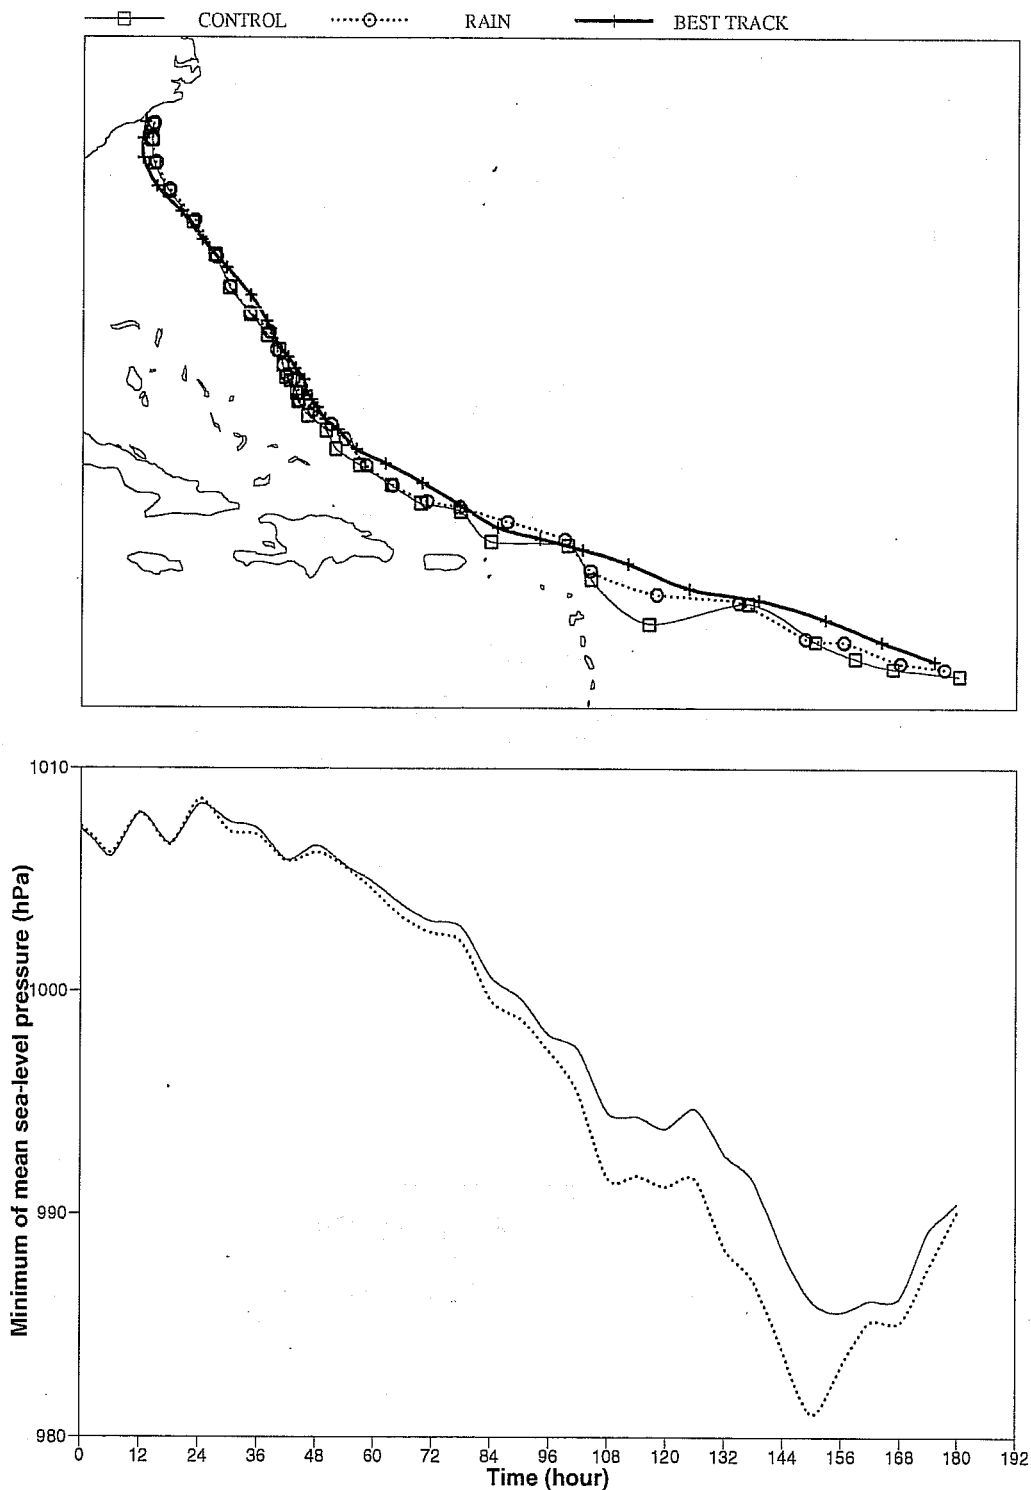 CONTROL RAIN BEST TRACK
1010
1000
990
980
Minimum of mean sea-level pressure (hPa)
0 12 24 36 48 60 72 84 96 108 120 132 144 156 168 180 192
Time (hour)